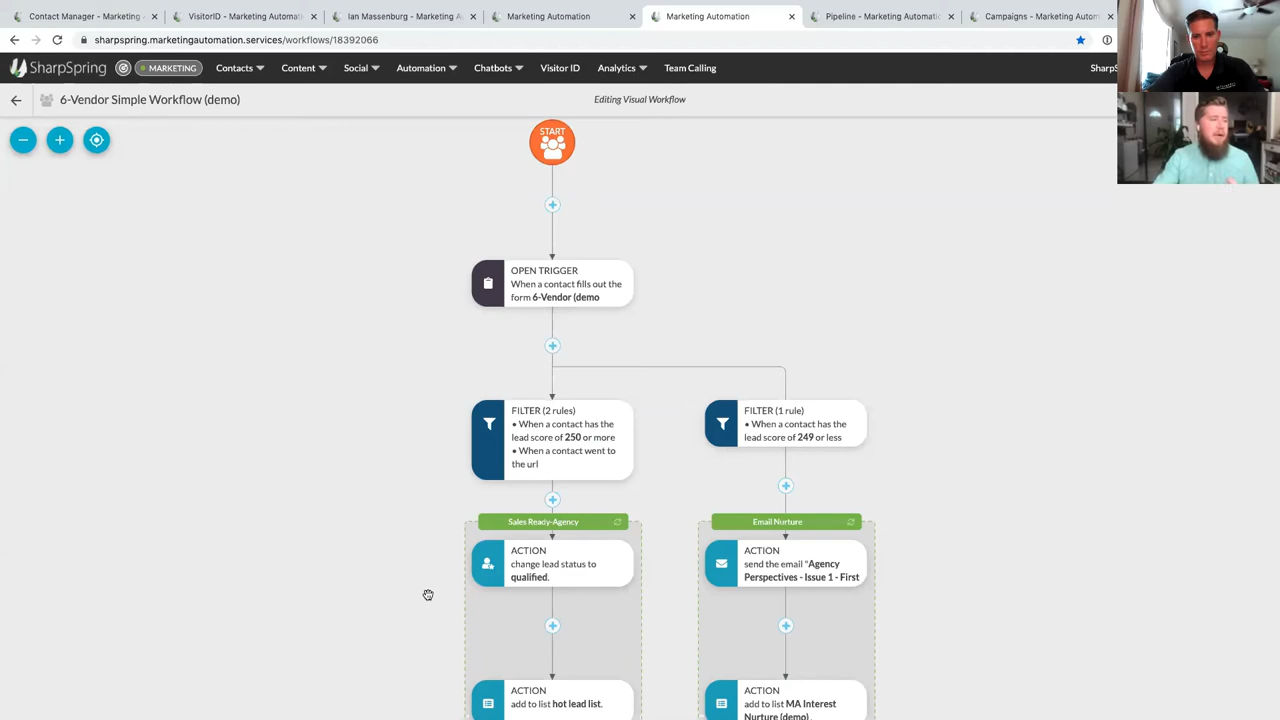 Contact Manager - Marketing
VisitorID - Marketing Automati
Ian Massenburg - Marketing A
Marketing Automation
Marketing Automation
Pipeline - Marketing Automatio
Campaigns - Marketing Autom
sharpspring.marketingautomation.services/workflows/18392066
SharpSpring
MARKETING
Contacts
Content
Social
Automation
Chatbots
Visitor ID
Analytics
Team Calling
SharpS
6-Vendor Simple Workflow (demo)
Editing Visual Workflow
START
OPEN TRIGGER
When a contact fills out the
form 6-Vendor (demo
FILTER (2 rules)
• When a contact has the
lead score of 250 or more
• When a contact went to
the url
FILTER (1 rule)
• When a contact has the
lead score of 249 or less
Sales Ready-Agency
ACTION
change lead status to
qualified.
ACTION
add to list hot lead list.
Email Nurture
ACTION
send the email "Agency
Perspectives - Issue 1 - First
ACTION
add to list MA Interest
Nurture (demo) .